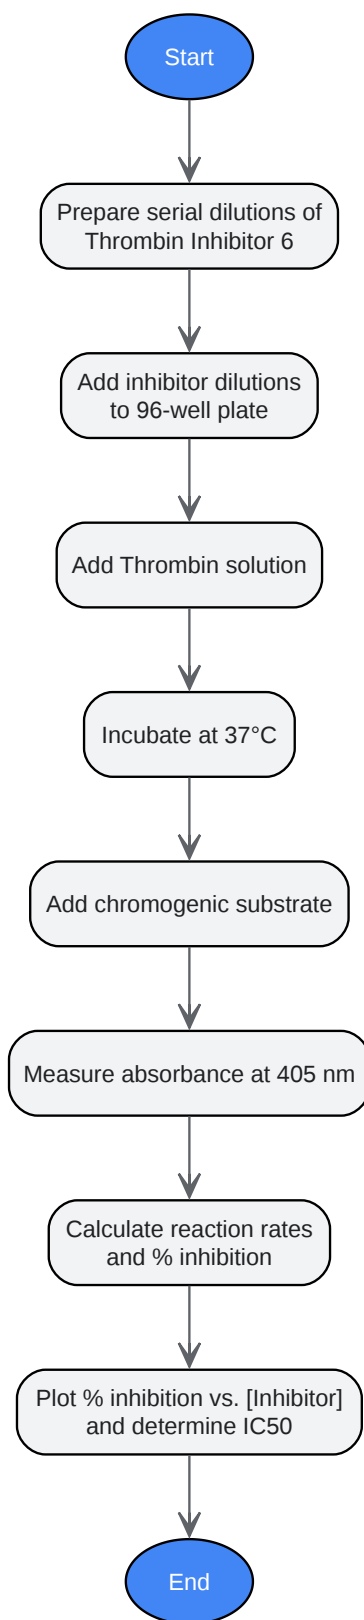 Start
Prepare serial dilutions of
Thrombin Inhibitor 6
Add inhibitor dilutions
to 96-well plate
Add Thrombin solution
Incubate at 37°C
Add chromogenic substrate
Measure absorbance at 405 nm
Calculate reaction rates
and % inhibition
Plot % inhibition vs. [Inhibitor]
and determine IC50
End